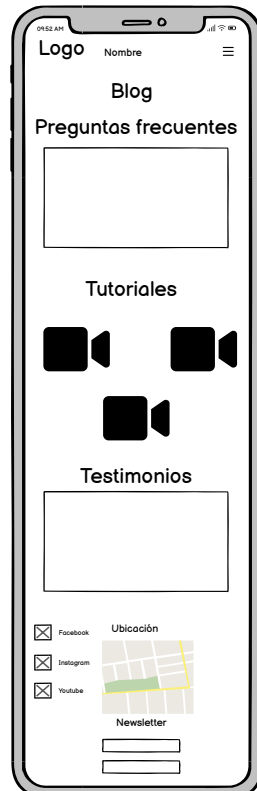 09:52 AM
Logo Nombre
Blog
Preguntas frecuentes
Tutoriales
Testimonios
Facebook
Ubicación
Instagram
Youtube
Newsletter